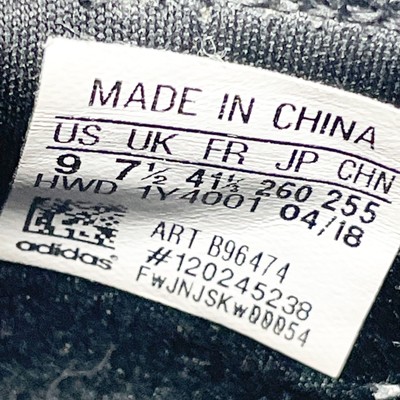 MADE IN CHINA
US UK FR JP CHN
9 7½ 41⅓ 260 255
HWD 1Y4001 04/18
ART B96474
#120245238
FWJNJSKW00054
adidas